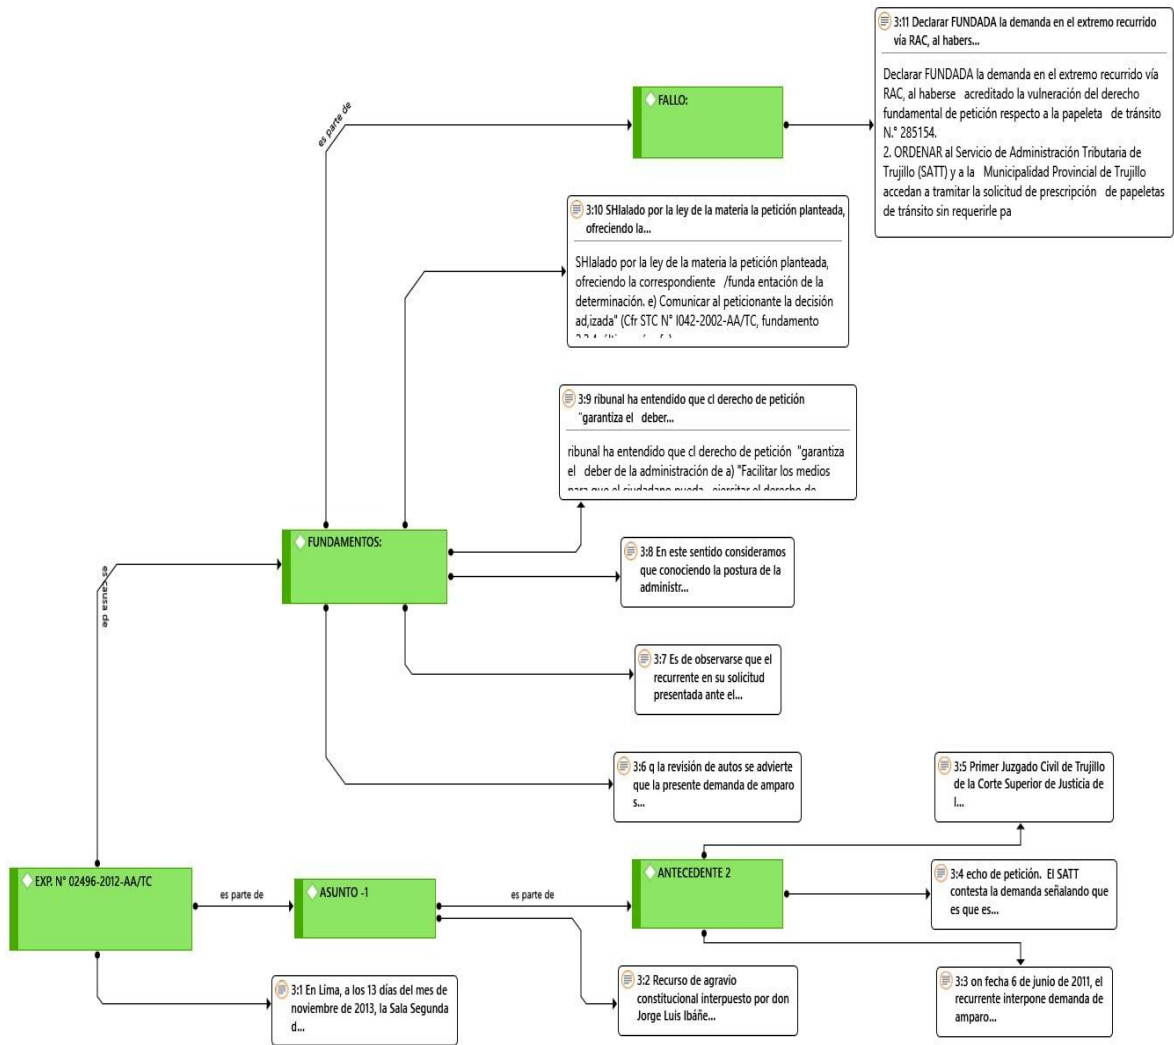 3:11 Declarar FUNDADA la demanda en el extremo recurrido
vía RAC, al habers...
Declarar FUNDADA la demanda en el extremo recurrido vía
RAC, al haberse acreditado la vulneración del derecho
fundamental de petición respecto a la papeleta de tránsito
N.° 285154.
2. ORDENAR al Servicio de Administración Tributaria de
Trujillo (SATT) y a la Municipalidad Provincial de Trujillo
accedan a tramitar la solicitud de prescripción de papeletas
de tránsito sin requerirle pa
FALLO:
es parte de
3:10 SHlalado por la ley de la materia la petición planteada,
ofreciendo la...
SHlalado por la ley de la materia la petición planteada,
ofreciendo la correspondiente /funda entación de la
determinación. e) Comunicar al peticionante la decisión
ad,izada" (Cfr STC N° l042-2002-AA/TC, fundamento
3:9 ribunal ha entendido que cl derecho de petición
"garantiza el deber...
ribunal ha entendido que cl derecho de petición "garantiza
el deber de la administración de a) "Facilitar los medios
para que el ciudadano pueda ejercitar el derecho de
FUNDAMENTOS:
3:8 En este sentido consideramos
que conociendo la postura de la
administr...
es causa de
3:7 Es de observarse que el
recurrente en su solicitud
presentada ante el...
3:6 q la revisión de autos se advierte
que la presente demanda de amparo
s...
3:5 Primer Juzgado Civil de Trujillo
de la Corte Superior de Justicia de
l...
EXP. N° 02496-2012-AA/TC
es parte de
ASUNTO -1
es parte de
ANTECEDENTE 2
3:4 echo de petición. El SATT
contesta la demanda señalando que
es que es...
3:1 En Lima, a los 13 días del mes de
noviembre de 2013, la Sala Segunda
d...
3:2 Recurso de agravio
constitucional interpuesto por don
Jorge Luis Ibáñe...
3:3 on fecha 6 de junio de 2011, el
recurrente interpone demanda de
amparo...